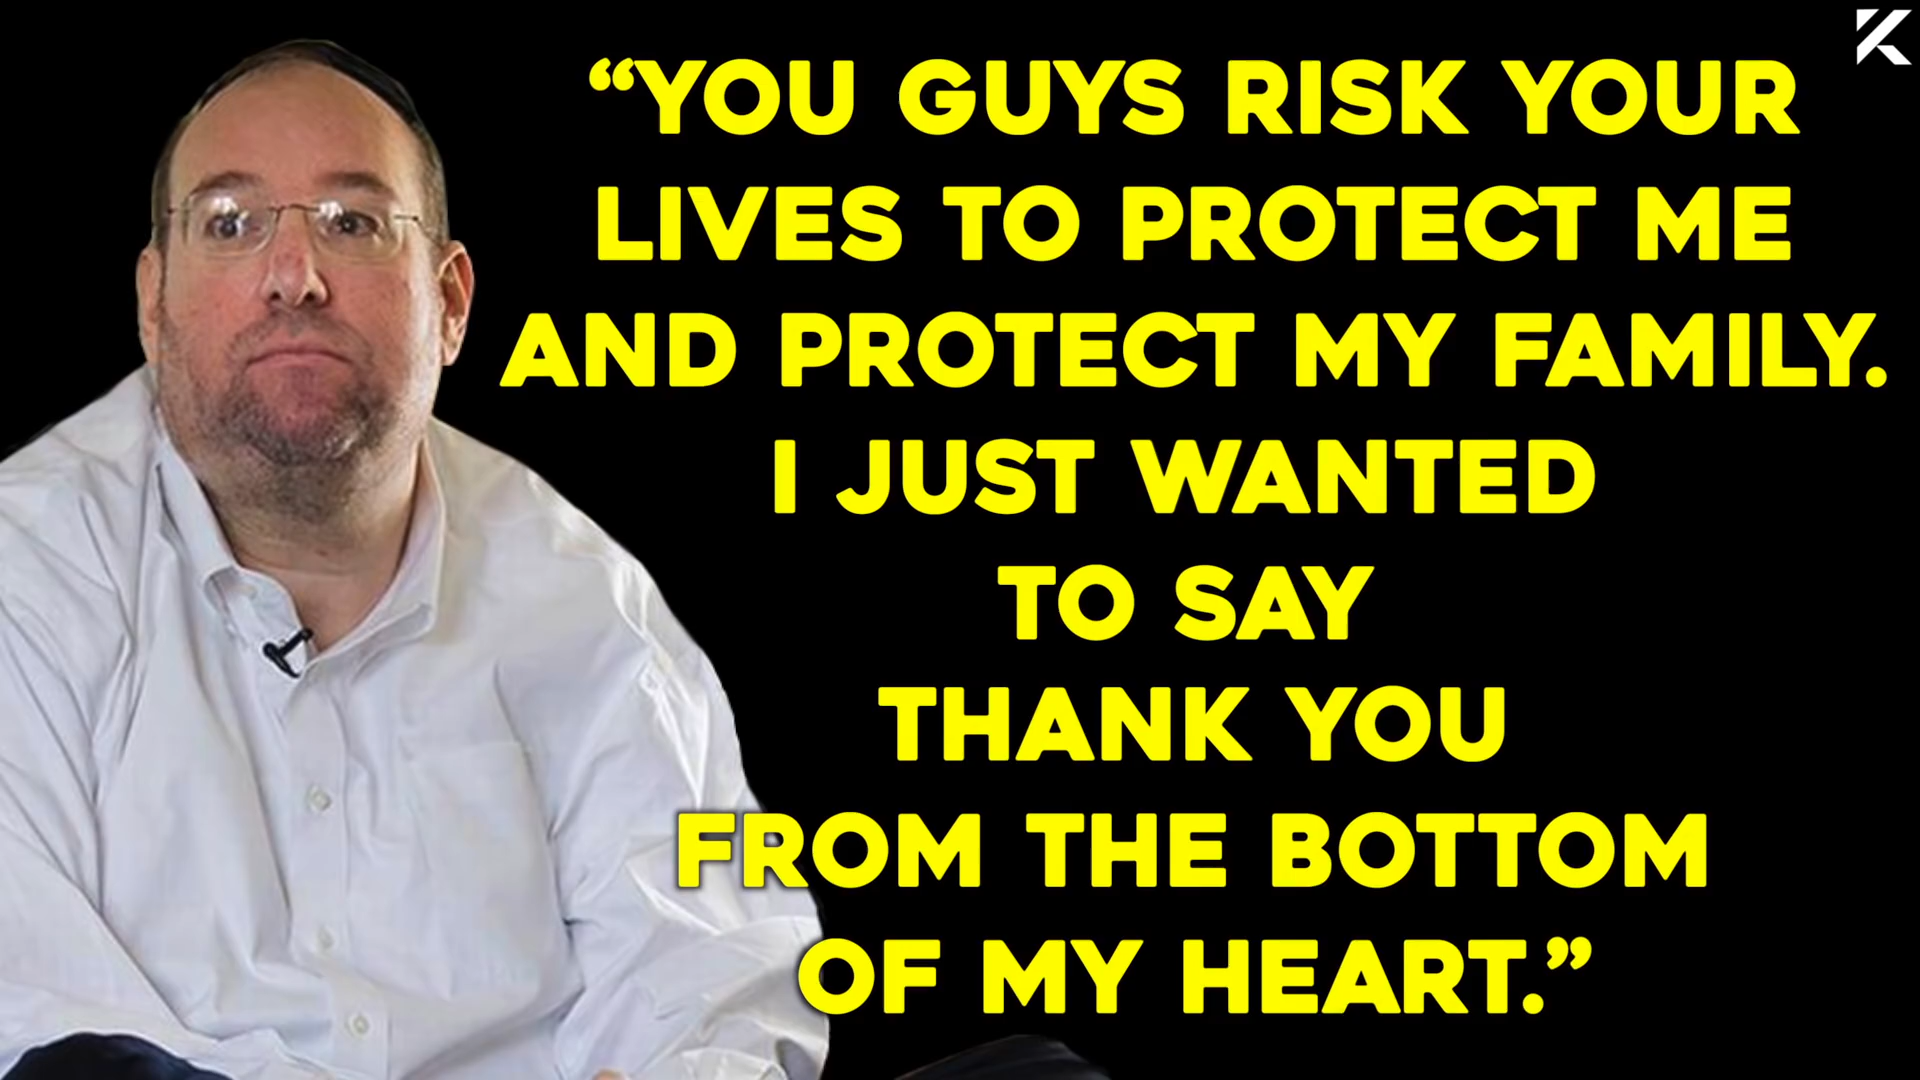 “YOU GUYS RISK YOUR
LIVES TO PROTECT ME
AND PROTECT MY FAMILY.
I JUST WANTED
TO SAY
THANK YOU
FROM THE BOTTOM
OF MY HEART.”